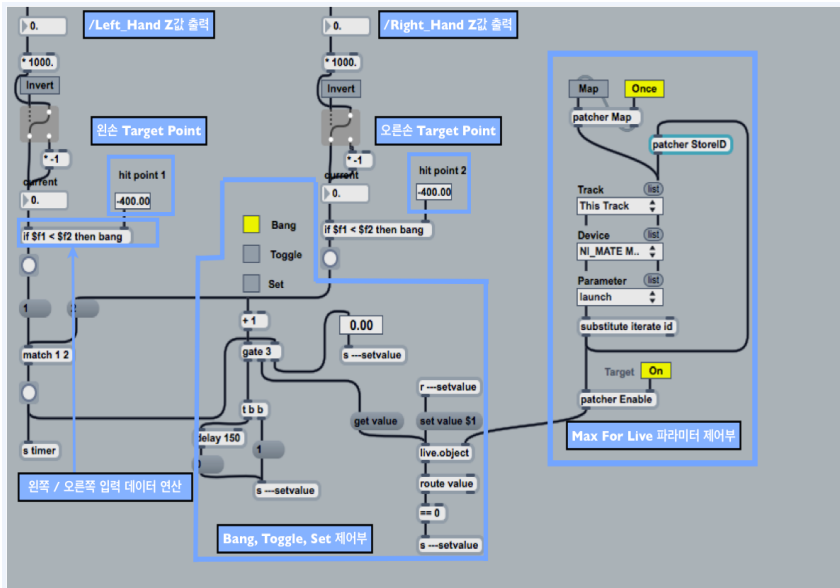 0.
/Left_Hand Z값 출력
0.
/Right_Hand Z값 출력
* 1000.
* 1000.
Invert
Invert
Map
Once
patcher Map
왼손 Target Point
오른손 Target Point
patcher StoreID
* -1
* -1
current
hit point 1
current
hit point 2
Track
list
0.
-400.00
0.
-400.00
This Track
if $f1 < $f2 then bang
Bang
if $f1 < $f2 then bang
Device
list
NI_MATE M..
Toggle
Parameter
list
Set
launch
1
2
+ 1
0.00
substitute iterate id
match 1 2
gate 3
s ---setvalue
Target
On
r ---setvalue
patcher Enable
t b b
get value
set value $1
Max For Live 파라미터 제어부
delay 150
1
live.object
s timer
0
s ---setvalue
route value
왼쪽 / 오른쪽 입력 데이터 연산
== 0
Bang, Toggle, Set 제어부
s ---setvalue